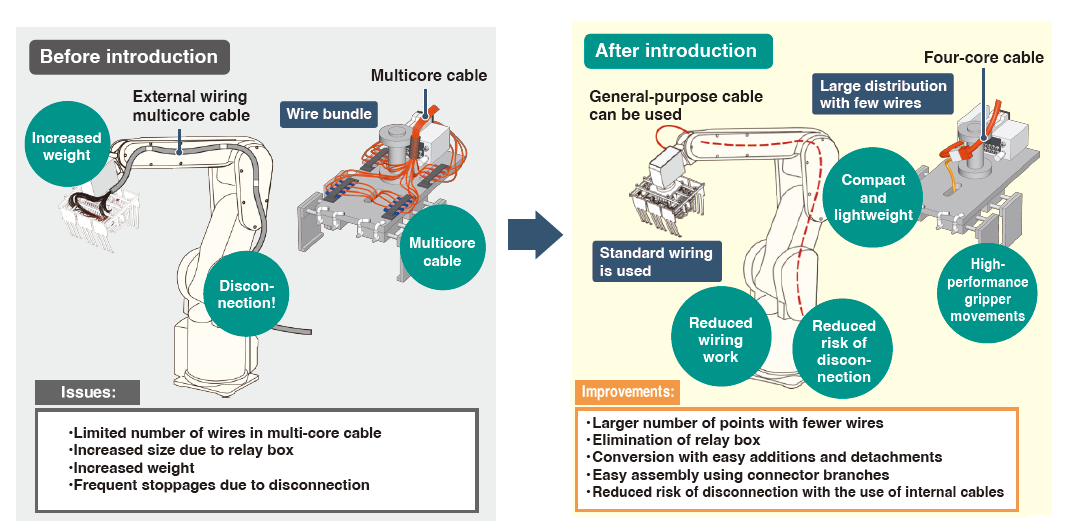 Before introduction
Multicore cable
External wiring
multicore cable
Wire bundle
Increased
weight
Multicore
cable
Discon-
nection!
Issues:
・Limited number of wires in multi-core cable
・Increased size due to relay box
・Increased weight
・Frequent stoppages due to disconnection
After introduction
Four-core cable
General-purpose cable
can be used
Large distribution
with few wires
Compact
and
lightweight
Standard wiring
is used
High-
performance
gripper
movements
Reduced
wiring
work
Reduced
risk of
discon-
nection
Improvements:
・Larger number of points with fewer wires
・Elimination of relay box
・Conversion with easy additions and detachments
・Easy assembly using connector branches
・Reduced risk of disconnection with the use of internal cables